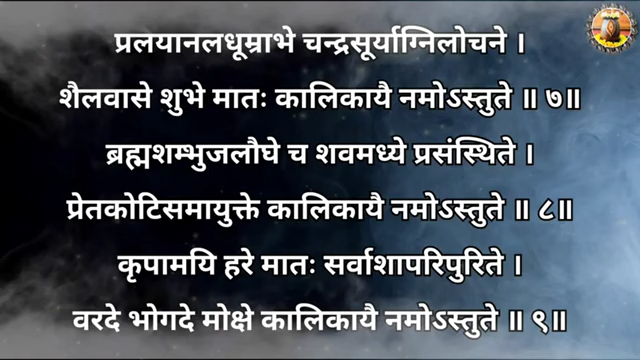 प्रलयानलधूम्राभे चन्द्रसूर्याग्निलोचने ।
शैलवासे शुभे मातः कालिकायै नमोऽस्तुते ॥ ७॥
ब्रह्मशम्भुजलौघे च शवमध्ये प्रसंस्थिते ।
प्रेतकोटिसमायुक्ते कालिकायै नमोऽस्तुते ॥ ८॥
कृपामयि हरे मातः सर्वाशापरिपुरिते ।
वरदे भोगदे मोक्षे कालिकायै नमोऽस्तुते ॥ ९॥